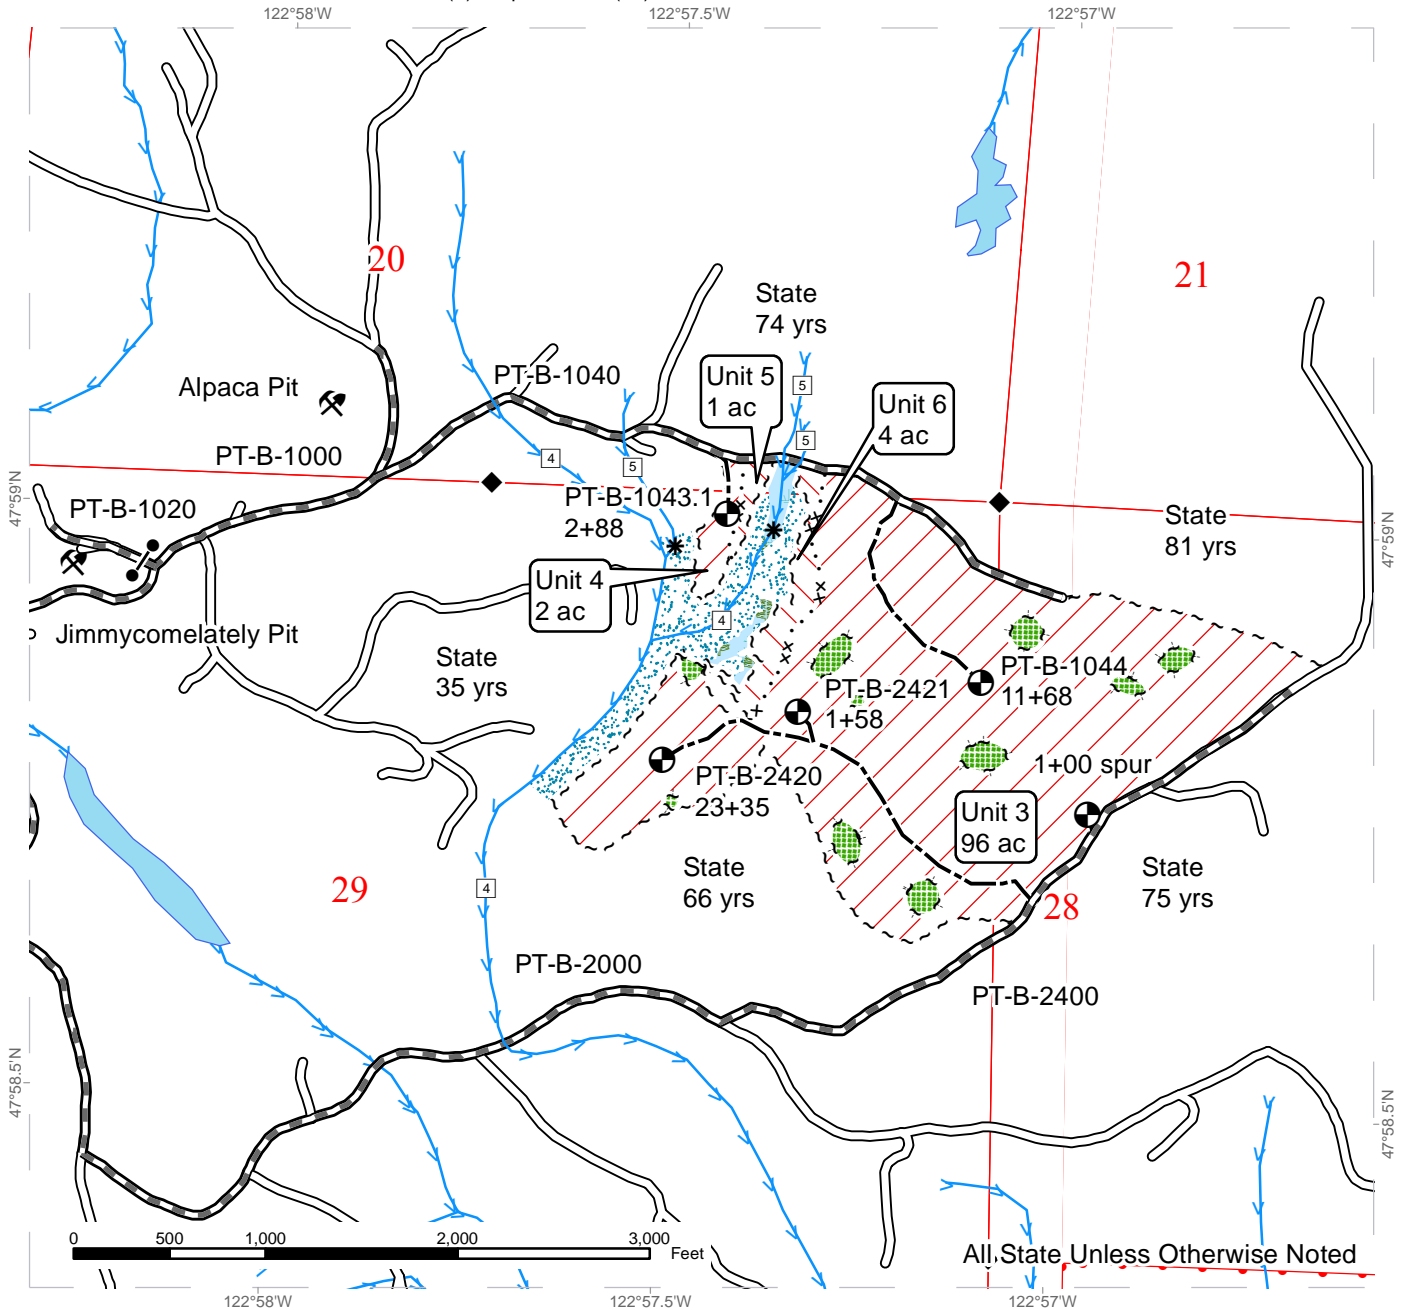 122°58'W
122°57.5'W
122°57'W
20
21
State
74 yrs
PT-B-1040
Unit 5
1 ac
Unit 6
4 ac
Alpaca Pit
5
5
PT-B-1000
4
5
47°59'N
PT-B-1043.1
2+88
PT-B-1020
State
81 yrs
47°59'N
Unit 4
2 ac
4
Jimmycomelately Pit
State
35 yrs
PT-B-1044
11+68
PT-B-2421
1+58
1+00 spur
PT-B-2420
23+35
Unit 3
96 ac
State
66 yrs
State
75 yrs
29
4
28
PT-B-2000
PT-B-2400
47°58.5'N
47°58.5'N
0
500
1,000
2,000
3,000
Feet
All State Unless Otherwise Noted
122°58'W
122°57.5'W
122°57'W